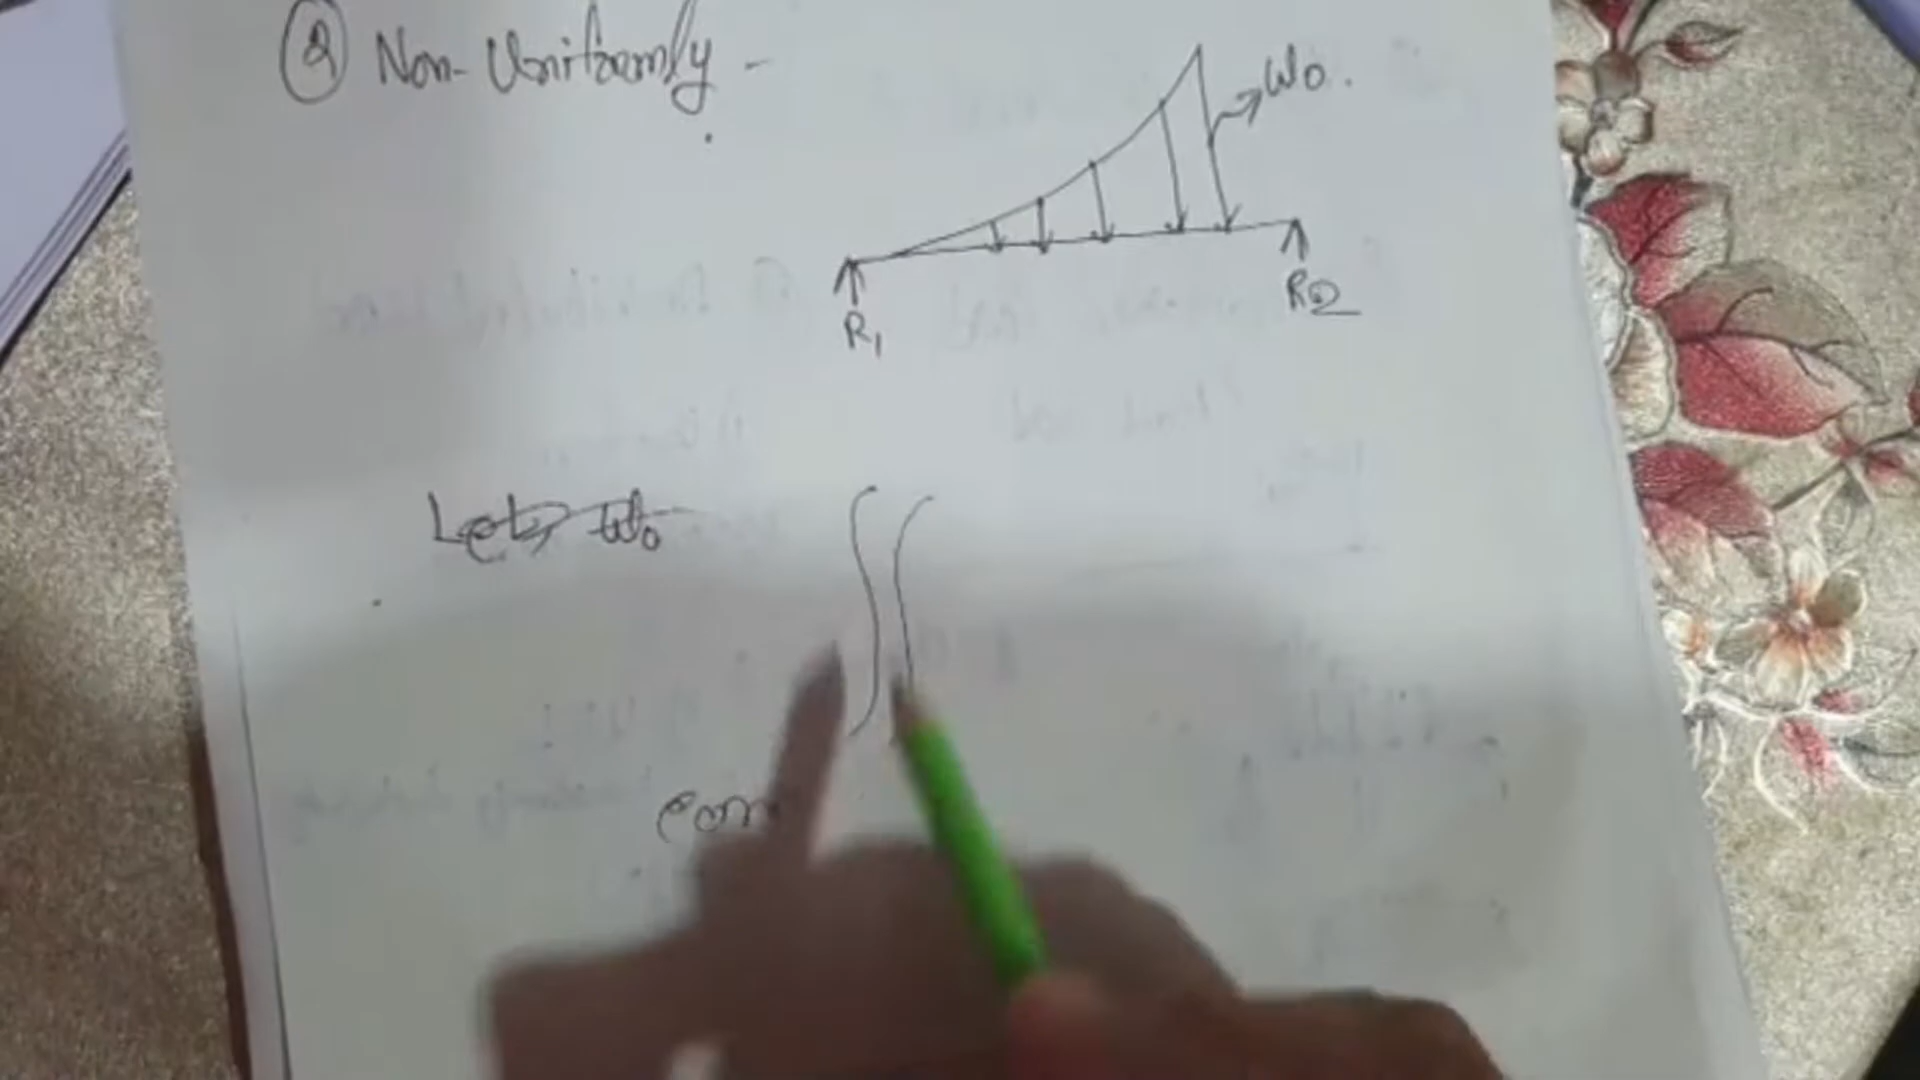 ② Non-Uniformly -
W0.
R1
R2
Let, W0
Con